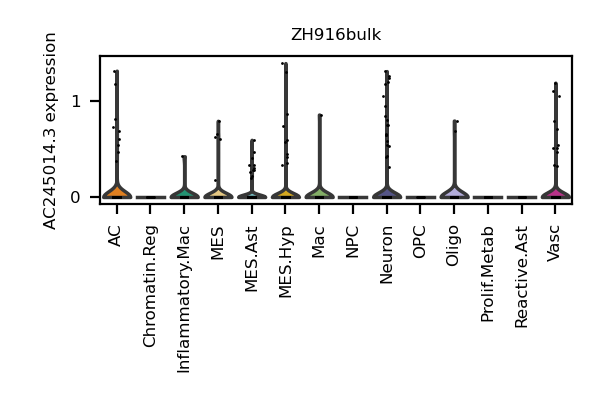 ZH916bulk
AC245014.3 expression
1
0
AC
Chromatin.Reg
Inflammatory.Mac
MES
MES.Ast
MES.Hyp
Mac
NPC
Neuron
OPC
Oligo
Prolif.Metab
Reactive.Ast
Vasc